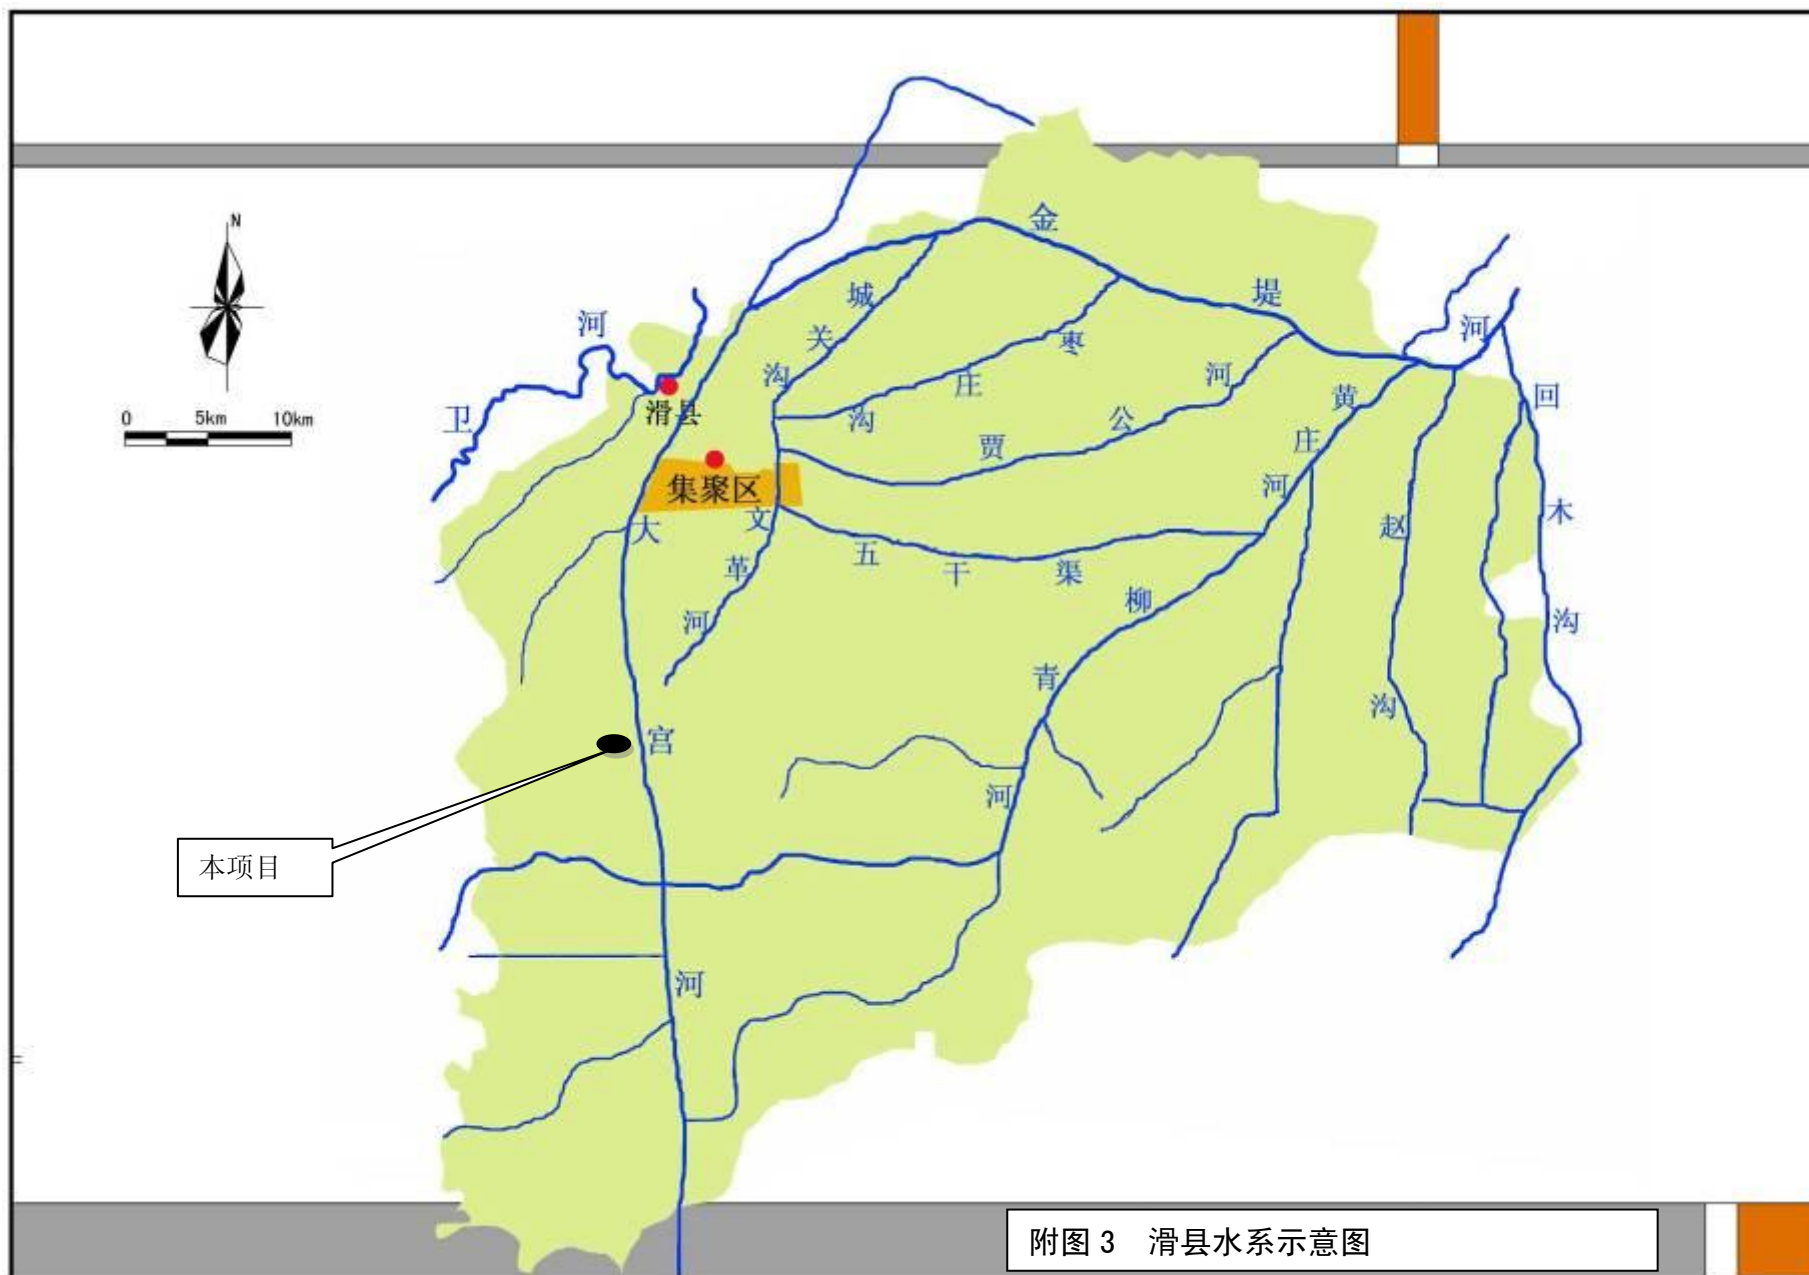 N
0 5km 10km
卫河
滑县
集聚区
大宫河
文革河
城关沟
枣庄沟
贾公河
五干渠
金堤河
黄庄河
青柳河
赵沟
回木沟
本项目
附图 3 滑县水系示意图